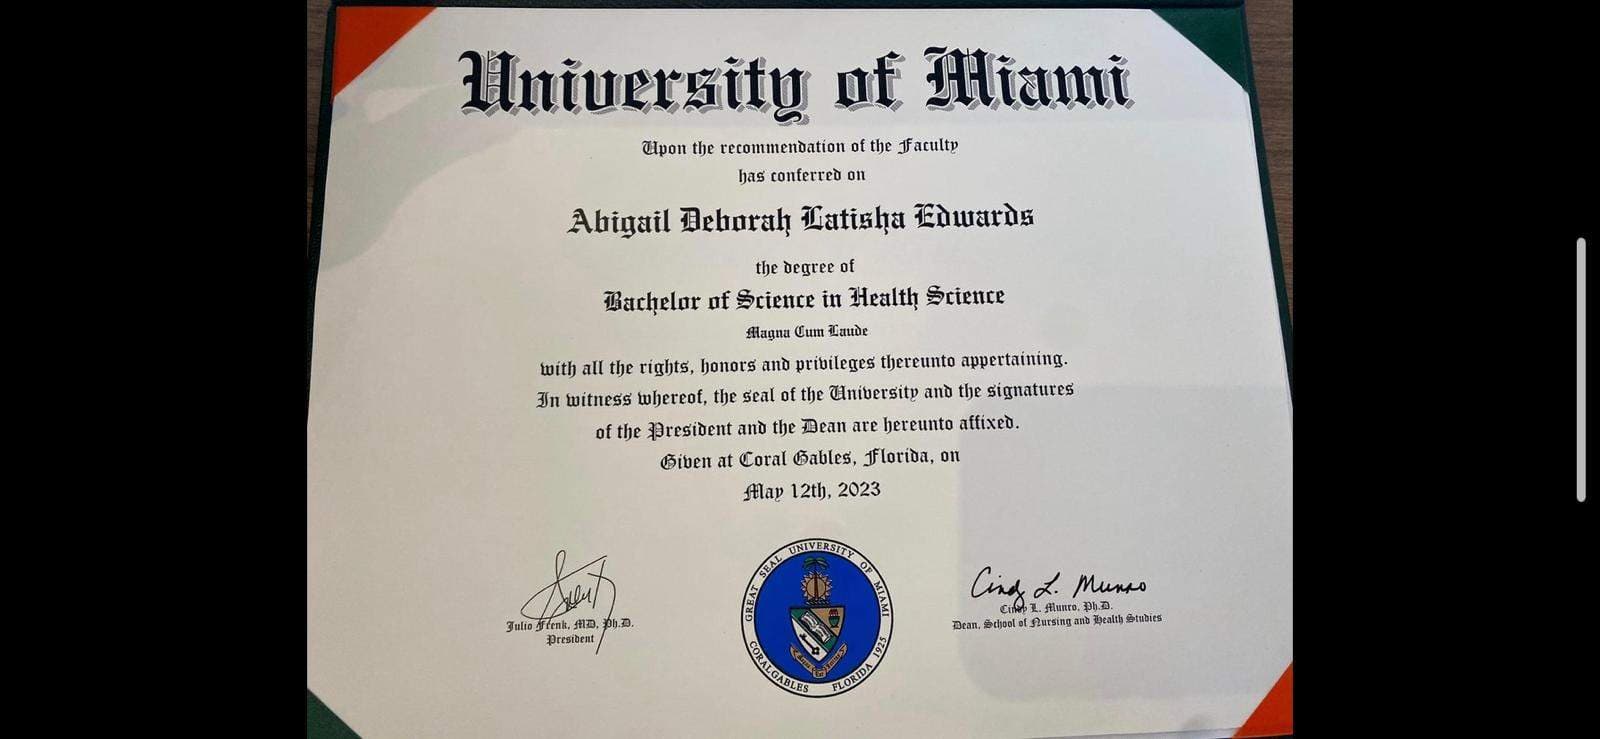 University of Miami
Upon the recommendation of the Faculty
has conferred on
Abigail Deborah Latisha Edwards
the degree of
Bachelor of Science in Health Science
Magna Cum Laude
with all the rights, honors and privileges thereunto appertaining.
In witness whereof, the seal of the University and the signatures
of the President and the Dean are hereunto affixed.
Given at Coral Gables, Florida, on
May 12th, 2023
Julio Frenk, MD, Ph.D.
President
GREAT SEAL UNIVERSITY OF MIAMI
CORAL GABLES FLORIDA 1925
Cindy L. Munro
Cindy L. Munro, Ph.D.
Dean, School of Nursing and Health Studies